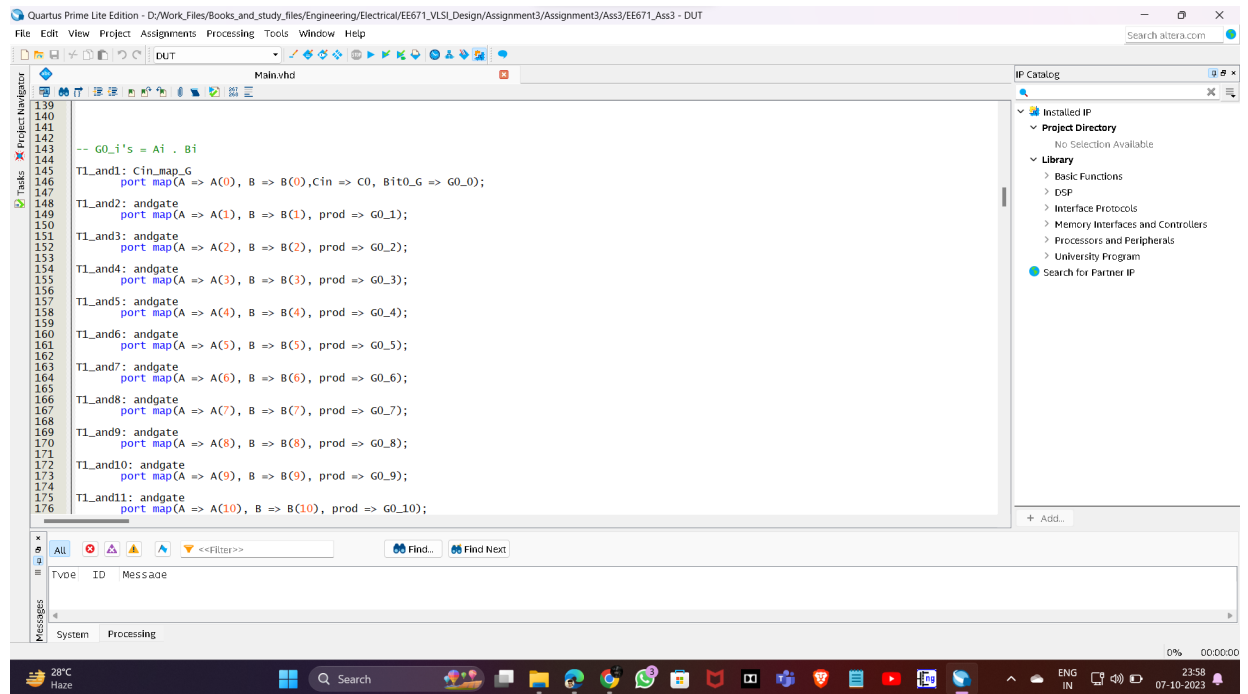 Quartus Prime Lite Edition - D:/Work_Files/Books_and_study_files/Engineering/Electrical/EE671_VLSI_Design/Assignment3/Assignment3/Ass3/EE671_Ass3 - DUT
File Edit View Project Assignments Processing Tools Window Help
Search altera.com
DUT
Main.vhd
IP Catalog
Project Navigator
Tasks
139
140
141
142
143 -- G0_i's = Ai . Bi
144
145 T1_and1: Cin_map_G
146 port map(A => A(0), B => B(0),Cin => C0, Bit0_G => G0_0);
147
148 T1_and2: andgate
149 port map(A => A(1), B => B(1), prod => G0_1);
150
151 T1_and3: andgate
152 port map(A => A(2), B => B(2), prod => G0_2);
153
154 T1_and4: andgate
155 port map(A => A(3), B => B(3), prod => G0_3);
156
157 T1_and5: andgate
158 port map(A => A(4), B => B(4), prod => G0_4);
159
160 T1_and6: andgate
161 port map(A => A(5), B => B(5), prod => G0_5);
162
163 T1_and7: andgate
164 port map(A => A(6), B => B(6), prod => G0_6);
165
166 T1_and8: andgate
167 port map(A => A(7), B => B(7), prod => G0_7);
168
169 T1_and9: andgate
170 port map(A => A(8), B => B(8), prod => G0_8);
171
172 T1_and10: andgate
173 port map(A => A(9), B => B(9), prod => G0_9);
174
175 T1_and11: andgate
176 port map(A => A(10), B => B(10), prod => G0_10);
Installed IP
Project Directory
No Selection Available
Library
Basic Functions
DSP
Interface Protocols
Memory Interfaces and Controllers
Processors and Peripherals
University Program
Search for Partner IP
+ Add...
All
<<Filter>>
Find...
Find Next
Type ID Message
Messages
System Processing
0% 00:00:00
28°C
Haze
Search
3
ENG
IN
23:58
07-10-2023